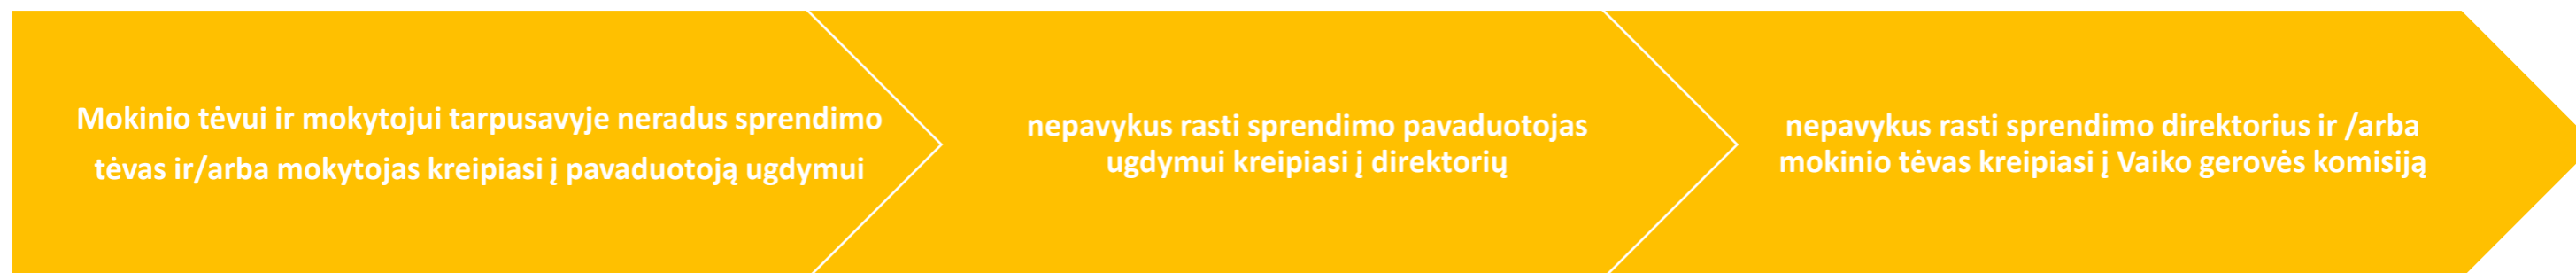 Mokinio tėvui ir mokytojui tarpusavyje neradus sprendimo
tėvas ir/arba mokytojas kreipiasi į pavaduotoją ugdymui
nepavykus rasti sprendimo pavaduotojas
ugdymui kreipiasi į direktorių
nepavykus rasti sprendimo direktorius ir /arba
mokinio tėvas kreipiasi į Vaiko gerovės komisiją